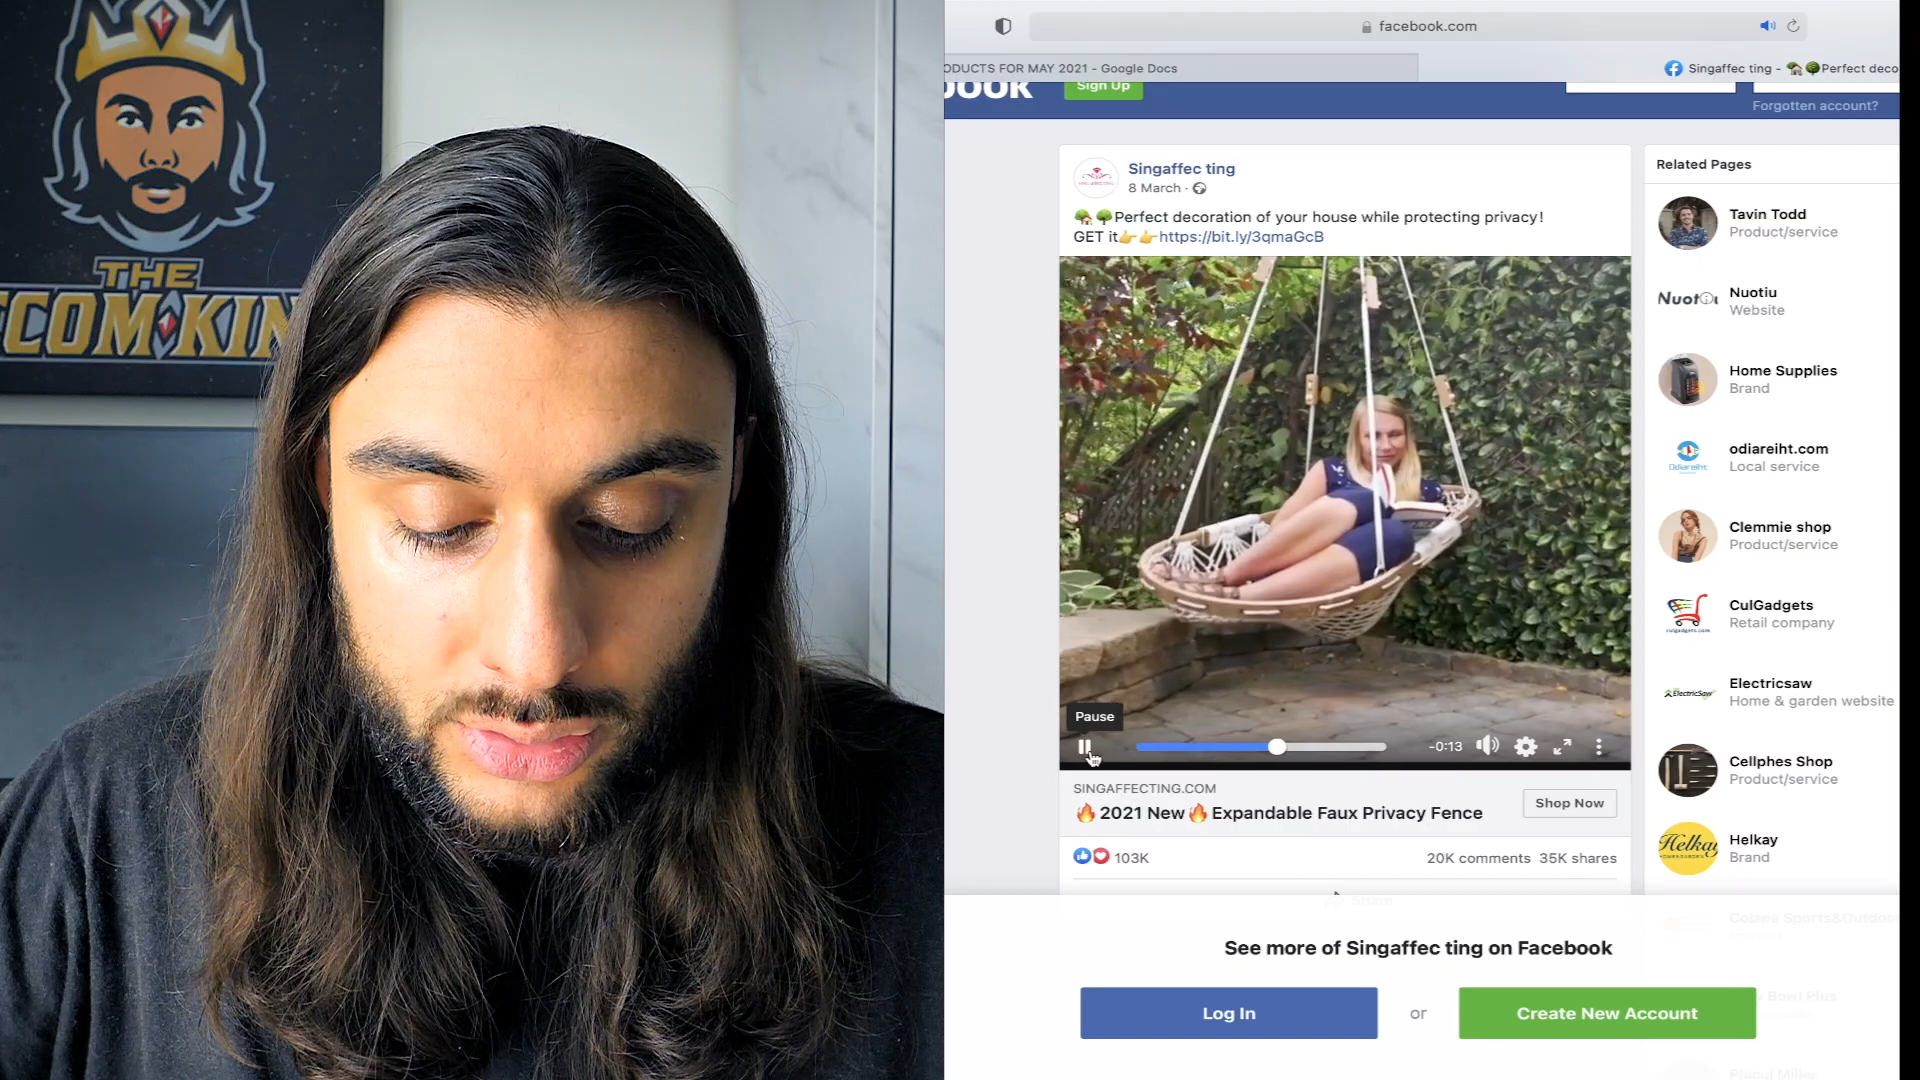 THE
ECOM KIN
facebook.com
ODUCTS FOR MAY 2021 - Google Docs
Singaffec ting - 🏡🌳Perfect deco
book
Sign Up
Forgotten account?
Singaffec ting
8 March ·
🏡🌳Perfect decoration of your house while protecting privacy!
GET it👉👉https://bit.ly/3qmaGcB
Pause
-0:13
SINGAFFECTING.COM
🔥2021 New🔥Expandable Faux Privacy Fence
Shop Now
103K
20K comments 35K shares
Share
Related Pages
Tavin Todd
Product/service
Nuotiu
Website
Home Supplies
Brand
odiareiht.com
Local service
Clemmie shop
Product/service
CulGadgets
Retail company
Electricsaw
Home & garden website
Cellphes Shop
Product/service
Helkay
Brand
See more of Singaffec ting on Facebook
Log In
or
Create New Account